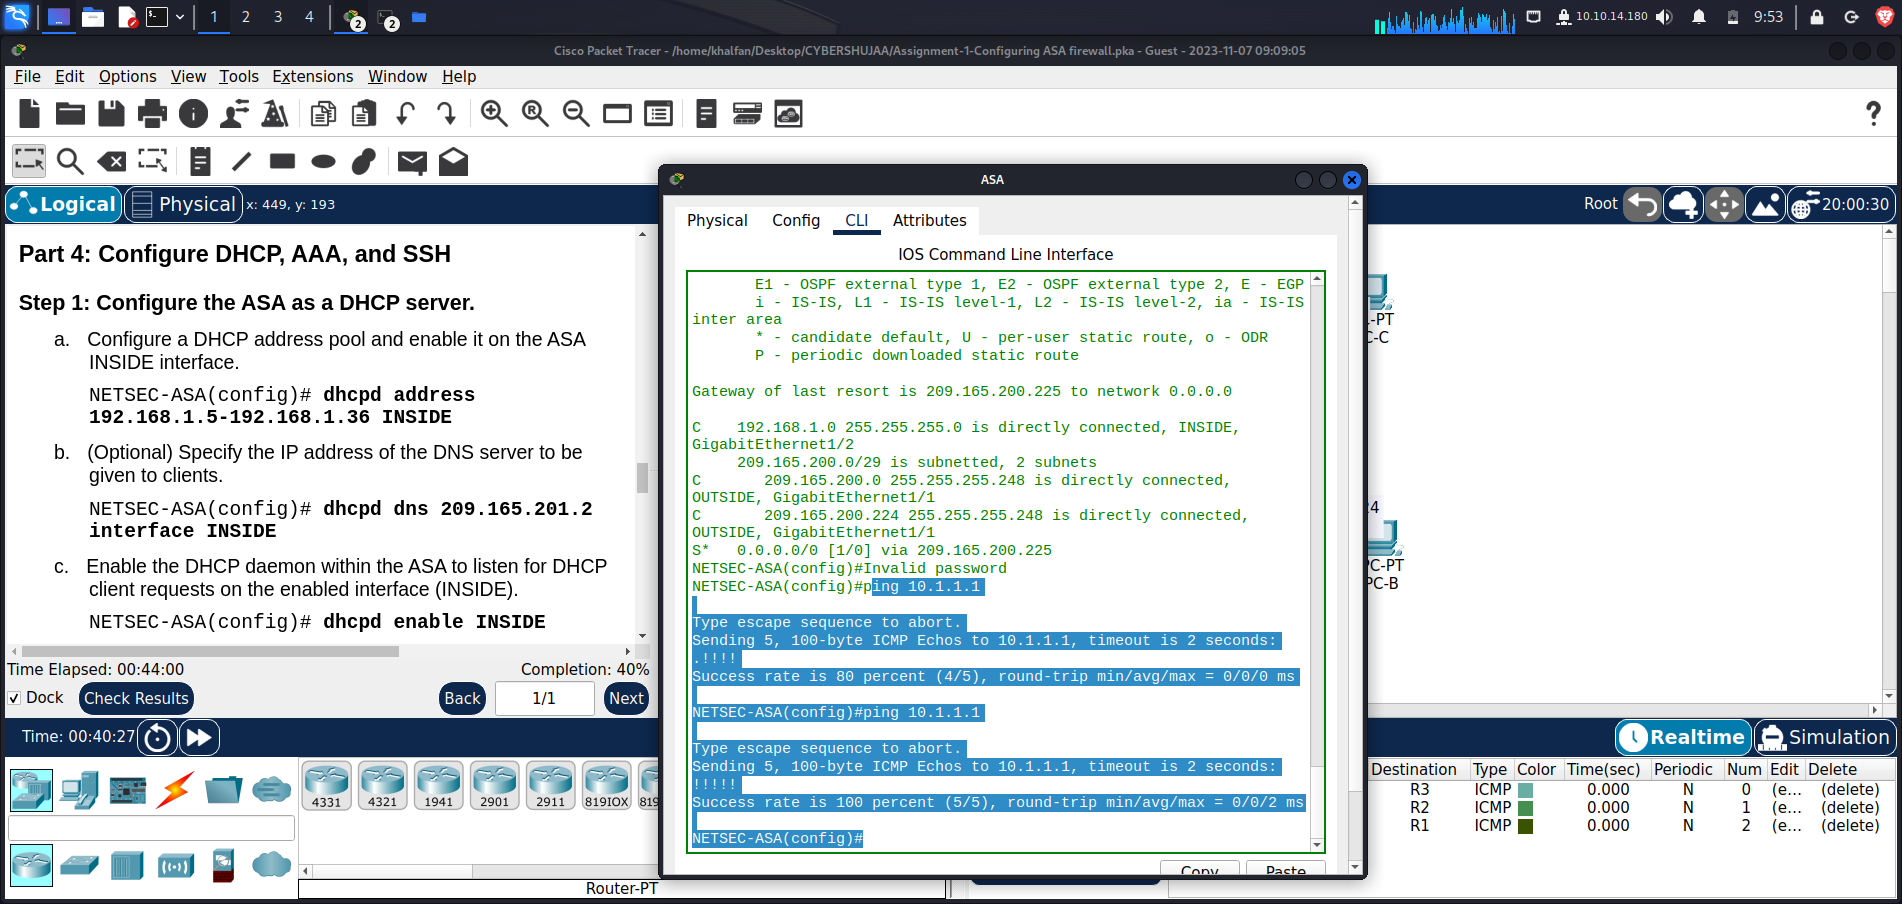 1
2
3
4
2
2
10.10.14.180
9:53
Cisco Packet Tracer - /home/khalfan/Desktop/CYBERSHUJAA/Assignment-1-Configuring ASA firewall.pka - Guest - 2023-11-07 09:09:05
File Edit Options View Tools Extensions Window Help
Logical
Physical
x: 449, y: 193
Root
20:00:30
Part 4: Configure DHCP, AAA, and SSH
Step 1: Configure the ASA as a DHCP server.
a. Configure a DHCP address pool and enable it on the ASA
INSIDE interface.
NETSEC-ASA(config)# dhcpd address
192.168.1.5-192.168.1.36 INSIDE
b. (Optional) Specify the IP address of the DNS server to be
given to clients.
NETSEC-ASA(config)# dhcpd dns 209.165.201.2
interface INSIDE
c. Enable the DHCP daemon within the ASA to listen for DHCP
client requests on the enabled interface (INSIDE).
NETSEC-ASA(config)# dhcpd enable INSIDE
Time Elapsed: 00:44:00
Completion: 40%
Dock
Check Results
Back
1/1
Next
Time: 00:40:27
4331
4321
1941
2901
2911
819IOX
819
Router-PT
ASA
Physical
Config
CLI
Attributes
IOS Command Line Interface
E1 - OSPF external type 1, E2 - OSPF external type 2, E - EGP
i - IS-IS, L1 - IS-IS level-1, L2 - IS-IS level-2, ia - IS-IS
inter area
* - candidate default, U - per-user static route, o - ODR
P - periodic downloaded static route
Gateway of last resort is 209.165.200.225 to network 0.0.0.0
C 192.168.1.0 255.255.255.0 is directly connected, INSIDE,
GigabitEthernet1/2
209.165.200.0/29 is subnetted, 2 subnets
C 209.165.200.0 255.255.255.248 is directly connected,
OUTSIDE, GigabitEthernet1/1
C 209.165.200.224 255.255.255.248 is directly connected,
OUTSIDE, GigabitEthernet1/1
S* 0.0.0.0/0 [1/0] via 209.165.200.225
NETSEC-ASA(config)#Invalid password
NETSEC-ASA(config)#ping 10.1.1.1
Type escape sequence to abort.
Sending 5, 100-byte ICMP Echos to 10.1.1.1, timeout is 2 seconds:
.!!!!
Success rate is 80 percent (4/5), round-trip min/avg/max = 0/0/0 ms
NETSEC-ASA(config)#ping 10.1.1.1
Type escape sequence to abort.
Sending 5, 100-byte ICMP Echos to 10.1.1.1, timeout is 2 seconds:
!!!!!
Success rate is 100 percent (5/5), round-trip min/avg/max = 0/0/2 ms
NETSEC-ASA(config)#
Copy
Paste
-PT
C-C
4
PC-PT
PC-B
Realtime
Simulation
Destination Type Color Time(sec) Periodic Num Edit Delete
R3 ICMP 0.000 N 0 (e... (delete)
R2 ICMP 0.000 N 1 (e... (delete)
R1 ICMP 0.000 N 2 (e... (delete)